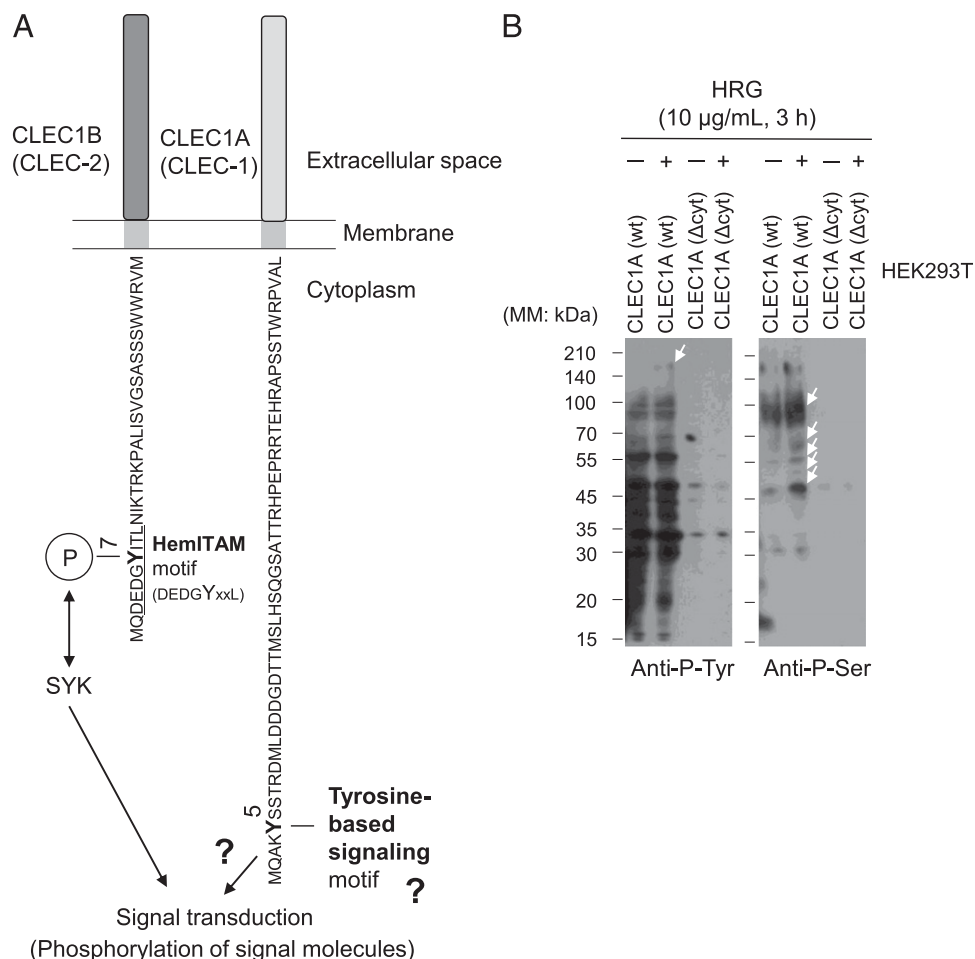 A
CLEC1B
(CLEC-2)
CLEC1A
(CLEC-1)
Extracellular space
Membrane
Cytoplasm
MQDEDGYITLNIKTRKPALISVGSASSSWWRVM
MQAKYSSTRDMLDDDGDTTMSLHSQGSATTRHPEPRRTEHRAPSSTWRPVAL
P
7
HemITAM
motif
(DEDGYxxL)
SYK
5
Tyrosine-
based
signaling
motif
?
?
Signal transduction
(Phosphorylation of signal molecules)
B
HRG
(10 µg/mL, 3 h)
– + – + – + – +
CLEC1A (wt)
CLEC1A (wt)
CLEC1A (Δcyt)
CLEC1A (Δcyt)
CLEC1A (wt)
CLEC1A (wt)
CLEC1A (Δcyt)
CLEC1A (Δcyt)
HEK293T
(MM: kDa)
210
140
100
70
55
45
35
30
20
15
Anti-P-Tyr
Anti-P-Ser